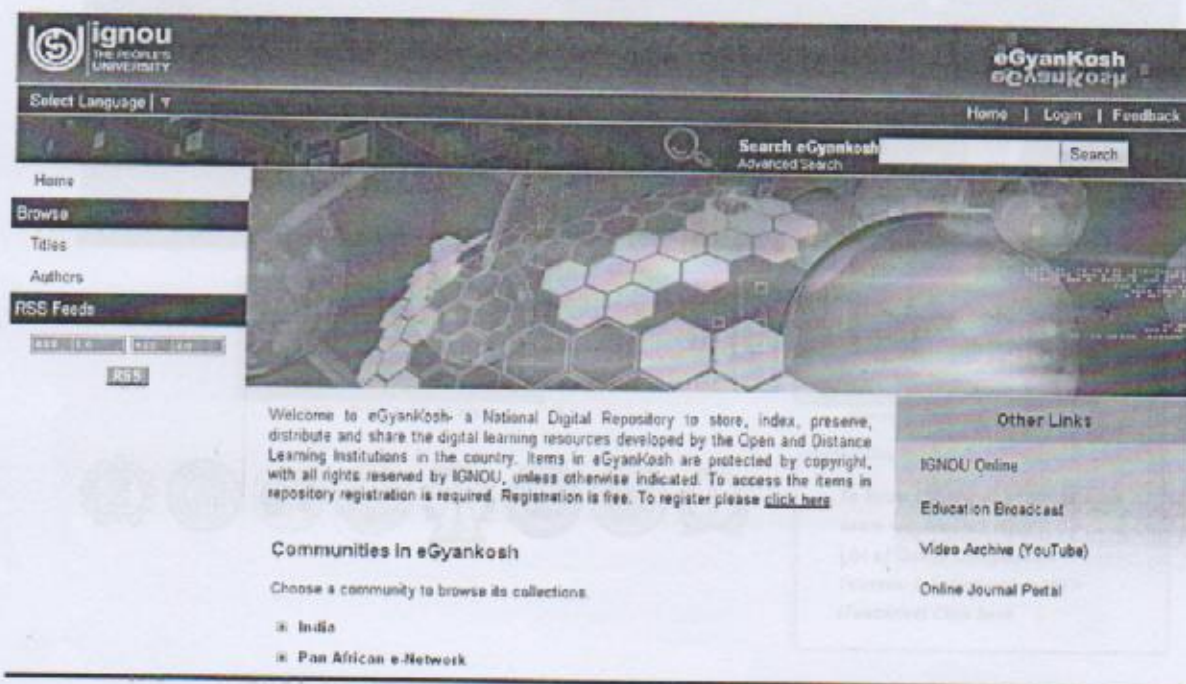 ignou
THE PEOPLE'S
UNIVERSITY
eGyanKosh
Select Language | ▼
Home | Login | Feedback
Search eGyankosh
Search
Advanced Search
Home
Browse
Titles
Authors
RSS Feeds
RSS
Welcome to eGyanKosh- a National Digital Repository to store, index, preserve,
distribute and share the digital learning resources developed by the Open and Distance
Learning Institutions in the country. Items in eGyanKosh are protected by copyright,
with all rights reserved by IGNOU, unless otherwise indicated. To access the items in
repository registration is required. Registration is free. To register please click here
Communities in eGyankosh
Choose a community to browse its collections.
India
Pan African e-Network
Other Links
IGNOU Online
Education Broadcast
Video Archive (YouTube)
Online Journal Portal